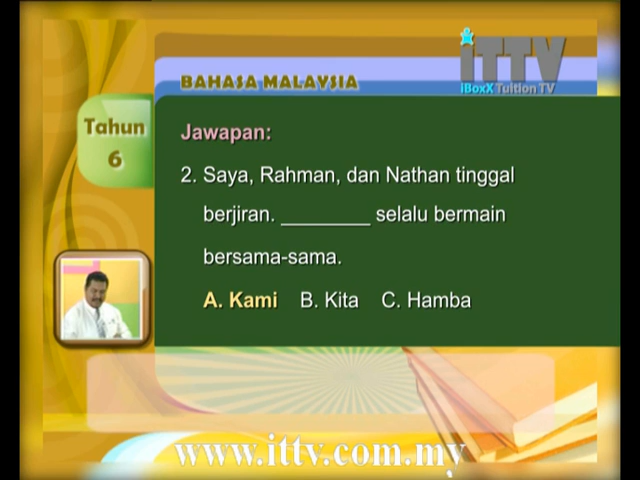 iTTV
iBoxX Tuition TV
BAHASA MALAYSIA
Tahun
6
Jawapan:
2. Saya, Rahman, dan Nathan tinggal
berjiran. ________ selalu bermain
bersama-sama.
A. Kami B. Kita C. Hamba
www.ittv.com.my